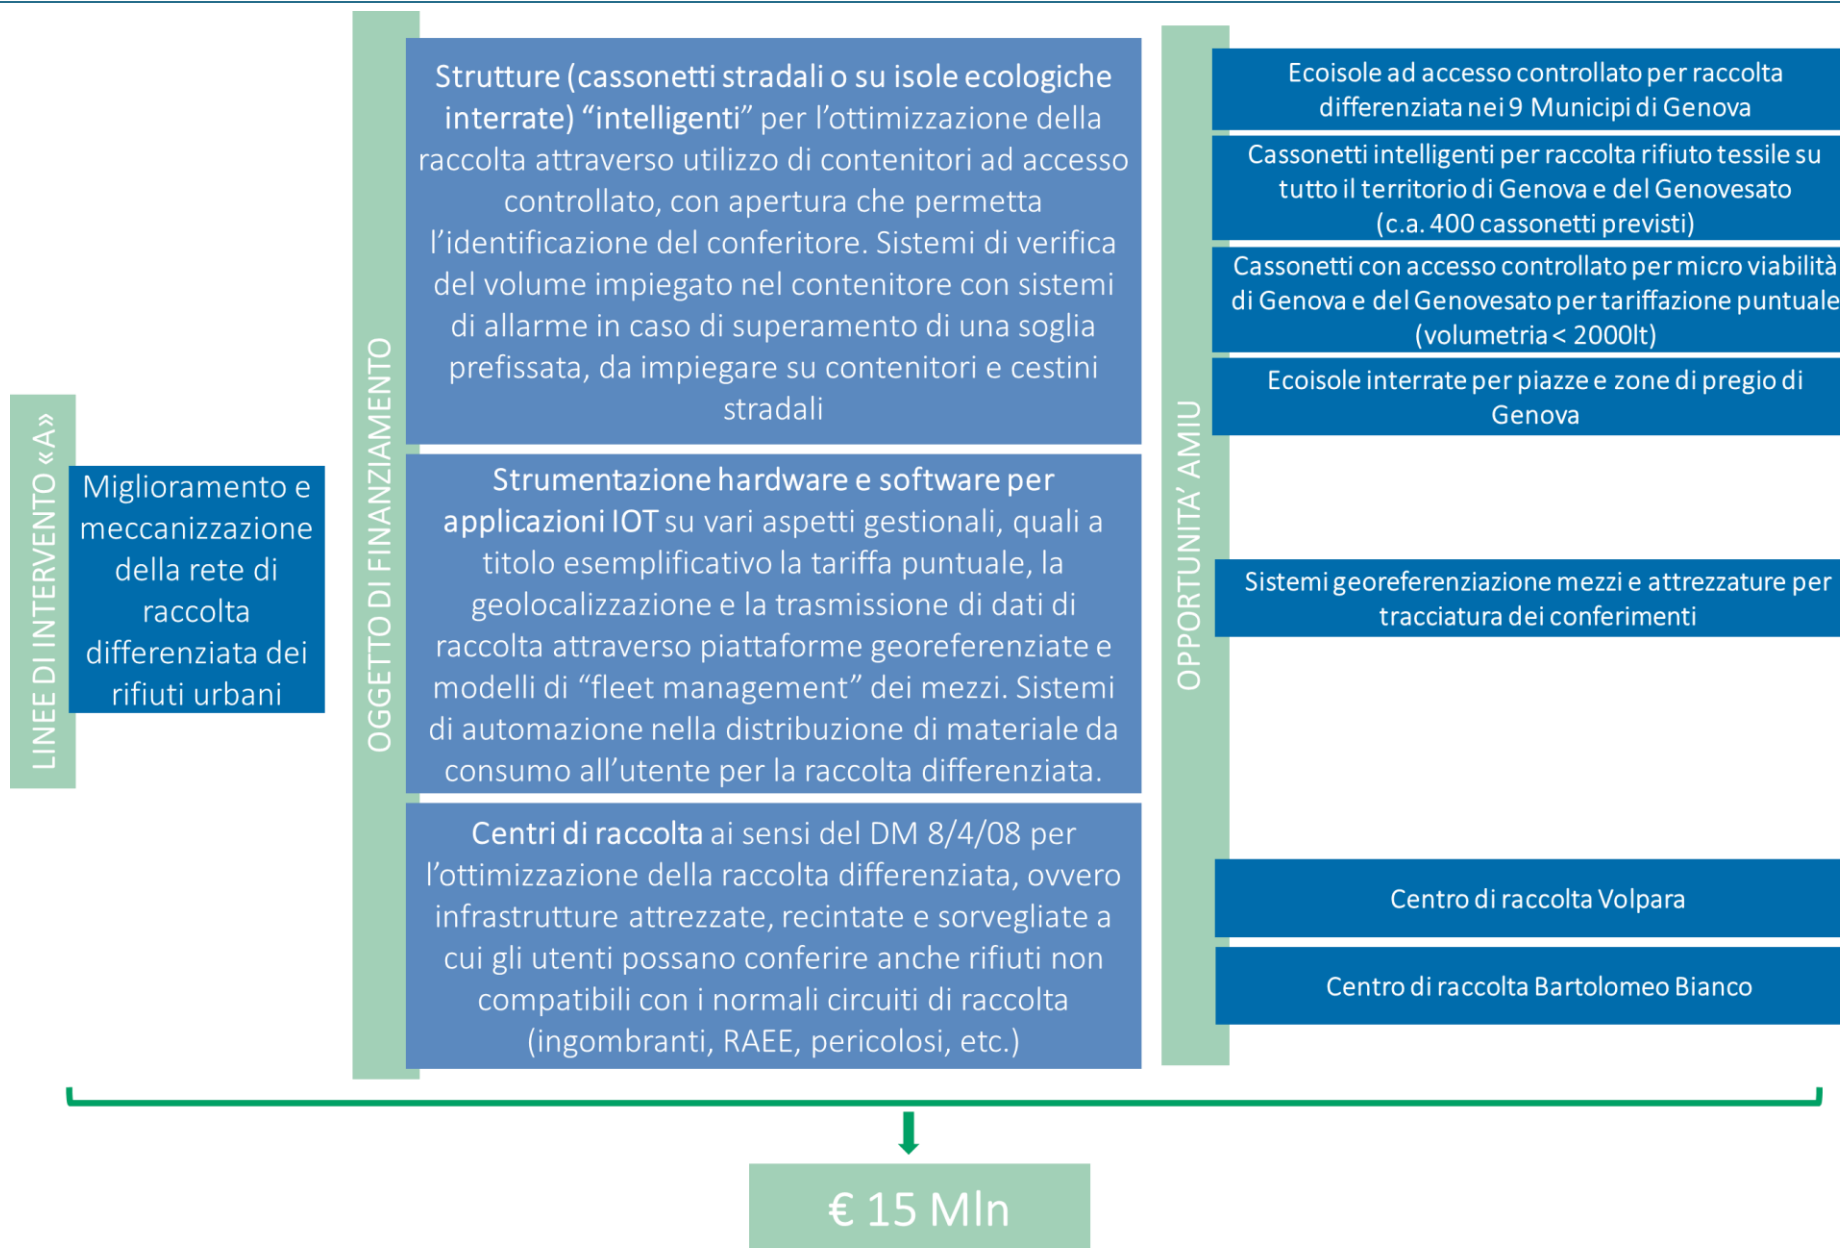 LINEE DI INTERVENTO «A»
Miglioramento e
meccanizzazione
della rete di
raccolta
differenziata dei
rifiuti urbani
OGGETTO DI FINANZIAMENTO
Strutture (cassonetti stradali o su isole ecologiche
interrate) “intelligenti” per l’ottimizzazione della
raccolta attraverso utilizzo di contenitori ad accesso
controllato, con apertura che permetta
l’identificazione del conferitore. Sistemi di verifica
del volume impiegato nel contenitore con sistemi
di allarme in caso di superamento di una soglia
prefissata, da impiegare su contenitori e cestini
stradali
Strumentazione hardware e software per
applicazioni IOT su vari aspetti gestionali, quali a
titolo esemplificativo la tariffa puntuale, la
geolocalizzazione e la trasmissione di dati di
raccolta attraverso piattaforme georeferenziate e
modelli di “fleet management” dei mezzi. Sistemi
di automazione nella distribuzione di materiale da
consumo all’utente per la raccolta differenziata.
Centri di raccolta ai sensi del DM 8/4/08 per
l’ottimizzazione della raccolta differenziata, ovvero
infrastrutture attrezzate, recintate e sorvegliate a
cui gli utenti possano conferire anche rifiuti non
compatibili con i normali circuiti di raccolta
(ingombranti, RAEE, pericolosi, etc.)
OPPORTUNITA’ AMIU
Ecoisole ad accesso controllato per raccolta
differenziata nei 9 Municipi di Genova
Cassonetti intelligenti per raccolta rifiuto tessile su
tutto il territorio di Genova e del Genovesato
(c.a. 400 cassonetti previsti)
Cassonetti con accesso controllato per micro viabilità
di Genova e del Genovesato per tariffazione puntuale
(volumetria < 2000lt)
Ecoisole interrate per piazze e zone di pregio di
Genova
Sistemi georeferenziazione mezzi e attrezzature per
tracciatura dei conferimenti
Centro di raccolta Volpara
Centro di raccolta Bartolomeo Bianco
€ 15 Mln